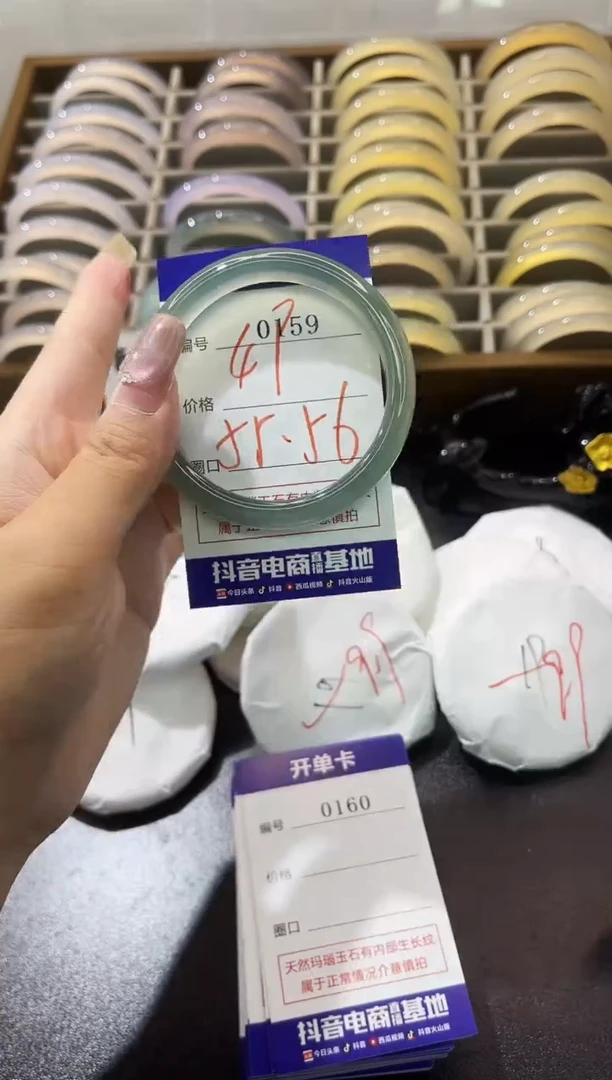 编号 0159
价格
圈口 55.56
抖音电商直播基地
今日头条 抖音 西瓜视频 抖音火山版
开单卡
编号 0160
价格
圈口
天然玛瑙玉石有内部生长纹
属于正常情况介意慎拍
抖音电商直播基地
今日头条 抖音 西瓜视频 抖音火山版